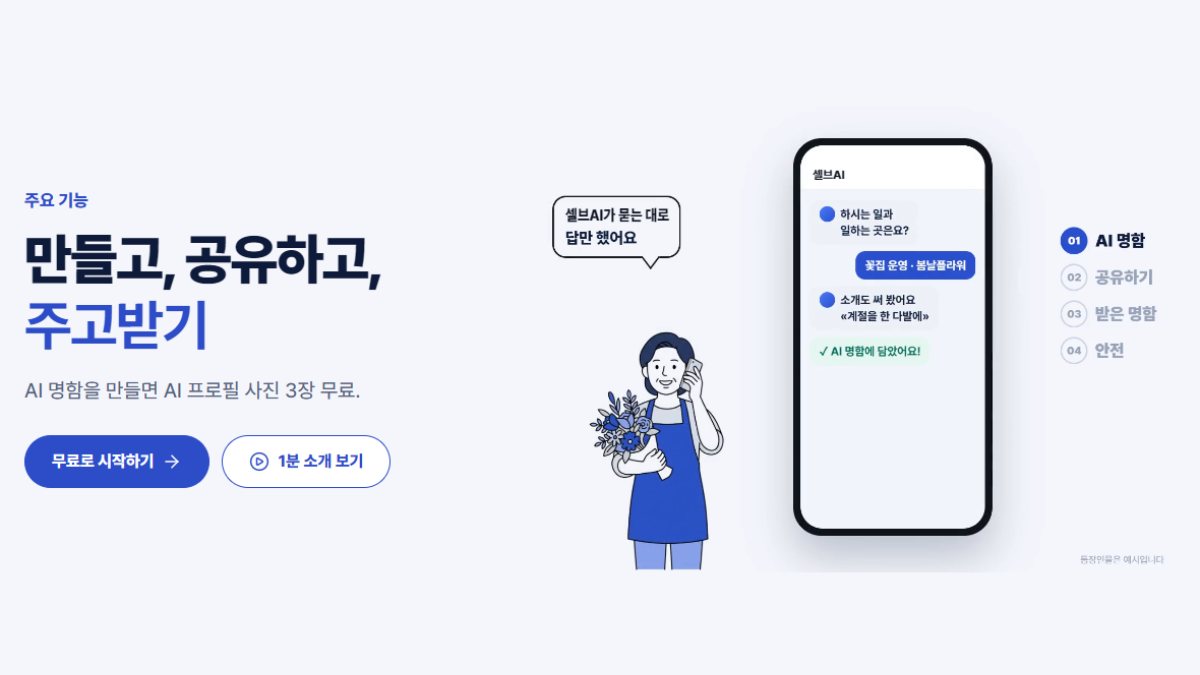 주요 기능
만들고, 공유하고,
주고받기
AI 명함을 만들면 AI 프로필 사진 3장 무료.
무료로 시작하기 →
1분 소개 보기
셀브AI가 묻는 대로
답만 했어요
셀브AI
하시는 일과
일하는 곳은요?
꽃집 운영 · 봄날플라워
소개도 써 봤어요
«계절을 한 다발에»
✓ AI 명함에 담았어요!
01 AI 명함
02 공유하기
03 받은 명함
04 안전
등장인물은 예시입니다